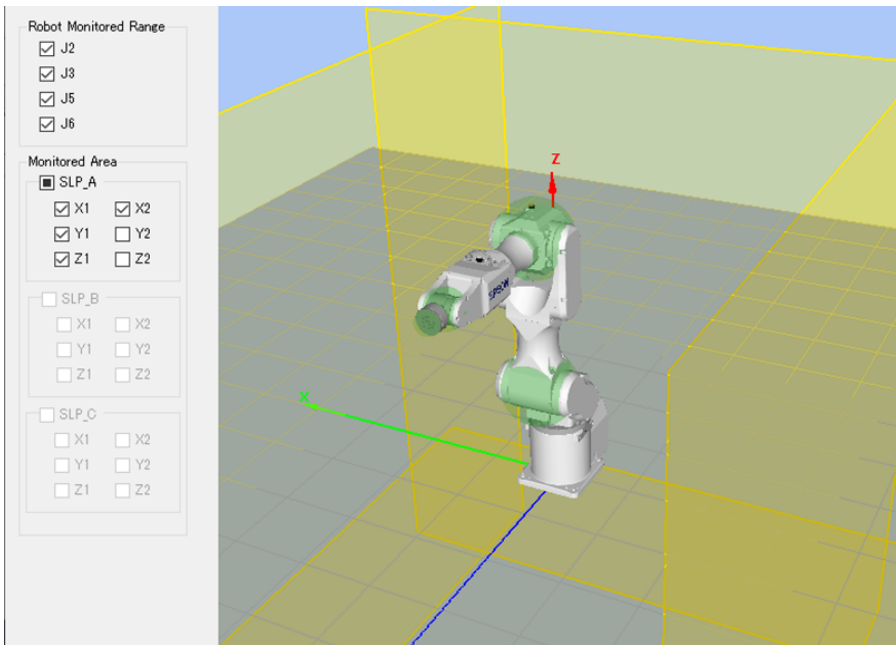 Robot Monitored Range
J2
J3
J5
J6
Monitored Area
SLP_A
X1 X2
Y1 Y2
Z1 Z2
SLP_B
X1 X2
Y1 Y2
Z1 Z2
SLP_C
X1 X2
Y1 Y2
Z1 Z2
Z
EPSON
X